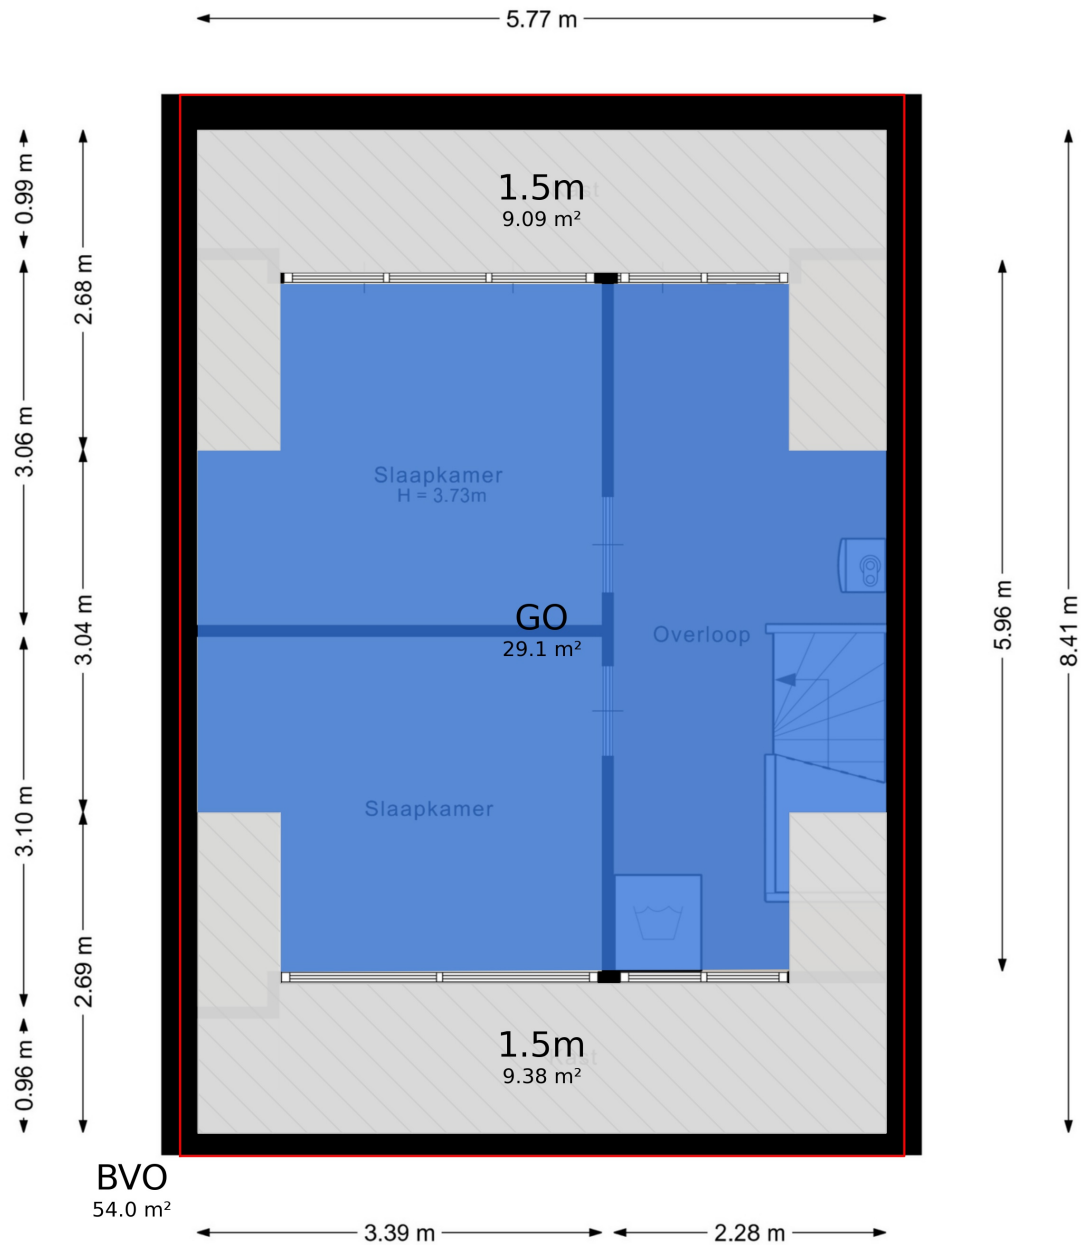 5.77 m
0.99 m
2.68 m
3.06 m
3.04 m
3.10 m
2.69 m
0.96 m
1.5m
9.09 m²
Slaapkamer
H = 3.73m
GO
29.1 m²
Overloop
Slaapkamer
1.5m
9.38 m²
5.96 m
8.41 m
BVO
54.0 m²
3.39 m
2.28 m